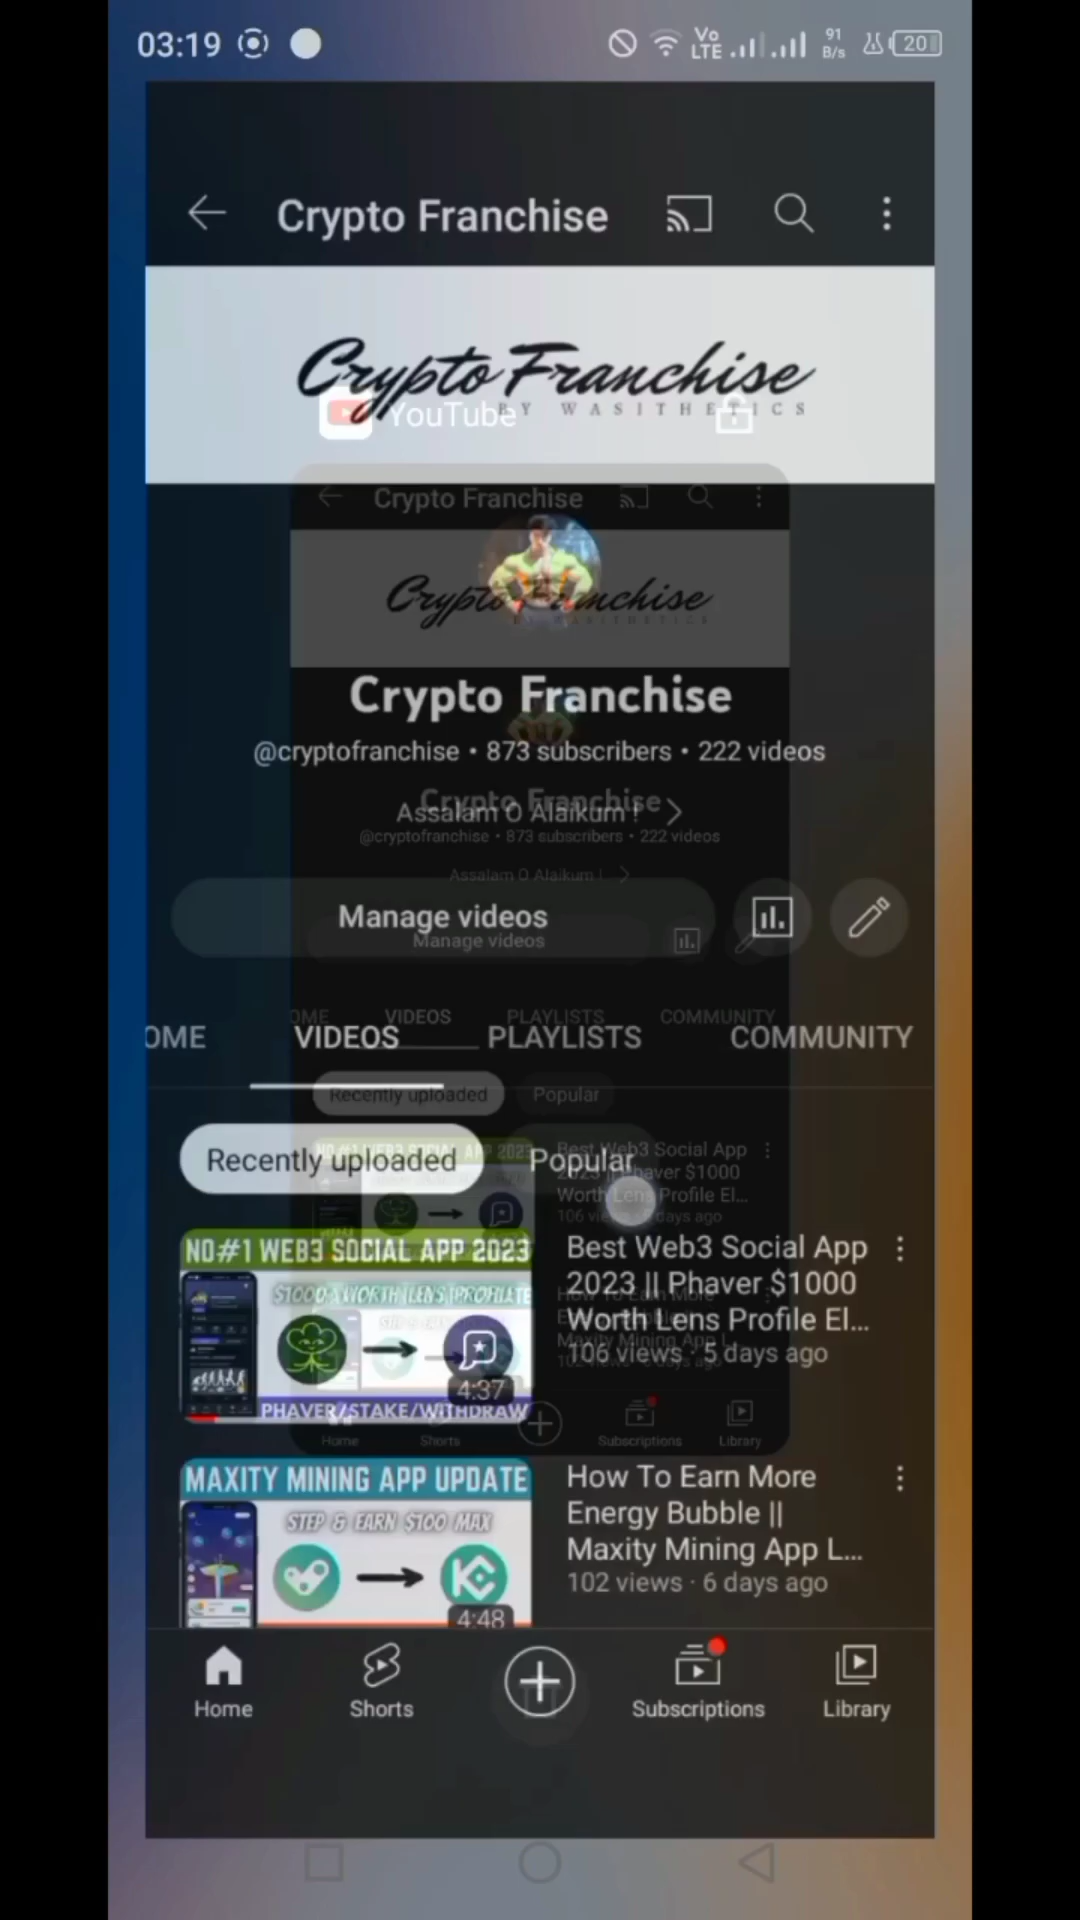 03:19
Vo LTE
91 B/s
20
Crypto Franchise
Crypto Franchise
BY WASITHETICS
YouTube
Crypto Franchise
Crypto Franchise
Crypto Franchise
@cryptofranchise • 873 subscribers • 222 videos
Crypto Franchise
Assalam O Alaikum !
@cryptofranchise • 873 subscribers • 222 videos
Assalam O Alaikum !
Manage videos
Manage videos
OME VIDEOS PLAYLISTS COMMUNITY
OME VIDEOS PLAYLISTS COMMUNITY
Recently uploaded Popular
Recently uploaded Popular
Best Web3 Social App
2023 || Phaver $1000
Worth Lens Profile El...
106 views · 5 days ago
NO#1 WEB3 SOCIAL APP 2023
$1000 WORTH LENS PROFILE
4:37
PHAVER/STAKE/WITHDRAW
Best Web3 Social App
2023 || Phaver $1000
Worth Lens Profile El...
106 views · 5 days ago
Home Shorts Subscriptions Library
MAXITY MINING APP UPDATE
STEP & EARN $100 MAX
4:48
How To Earn More
Energy Bubble ||
Maxity Mining App L...
102 views · 6 days ago
Home Shorts Subscriptions Library